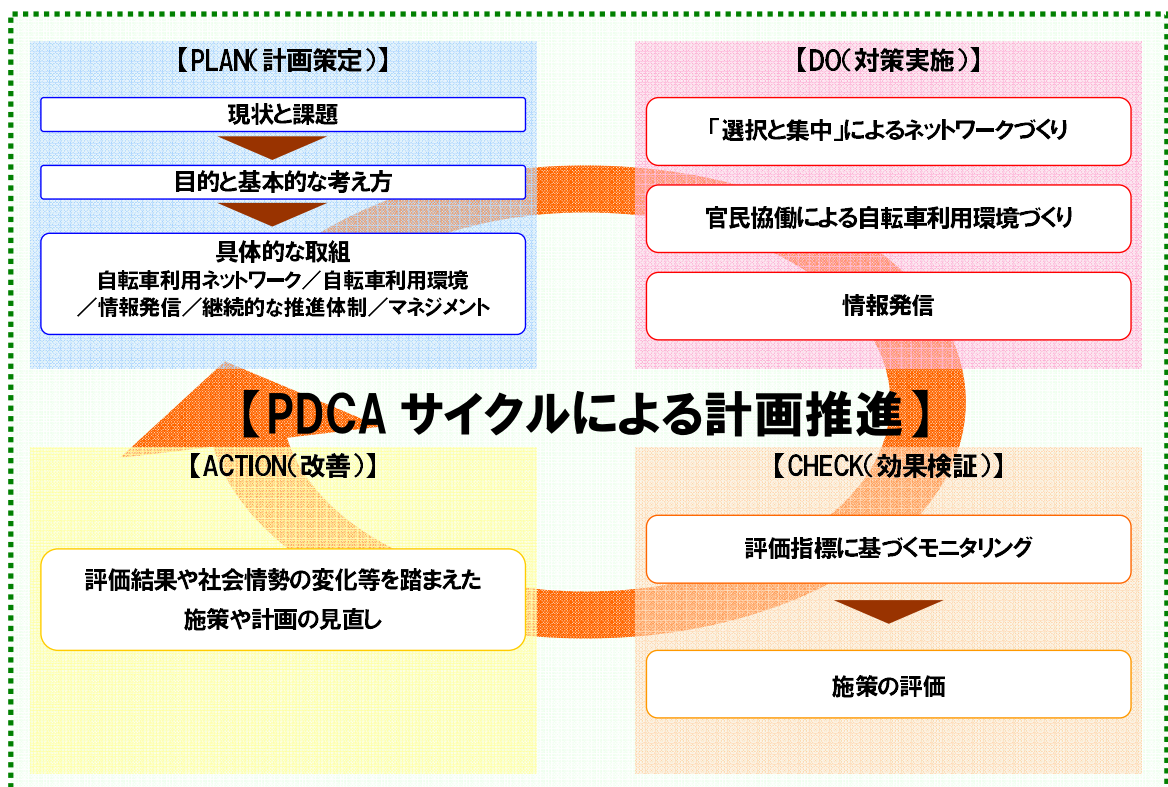 【PLAN(計画策定)】
現状と課題
目的と基本的な考え方
具体的な取組
自転車利用ネットワーク／自転車利用環境
／情報発信／継続的な推進体制／マネジメント
【DO(対策実施)】
「選択と集中」によるネットワークづくり
官民協働による自転車利用環境づくり
情報発信
【PDCA サイクルによる計画推進】
【ACTION(改善)】
評価結果や社会情勢の変化等を踏まえた
施策や計画の見直し
【CHECK(効果検証)】
評価指標に基づくモニタリング
施策の評価